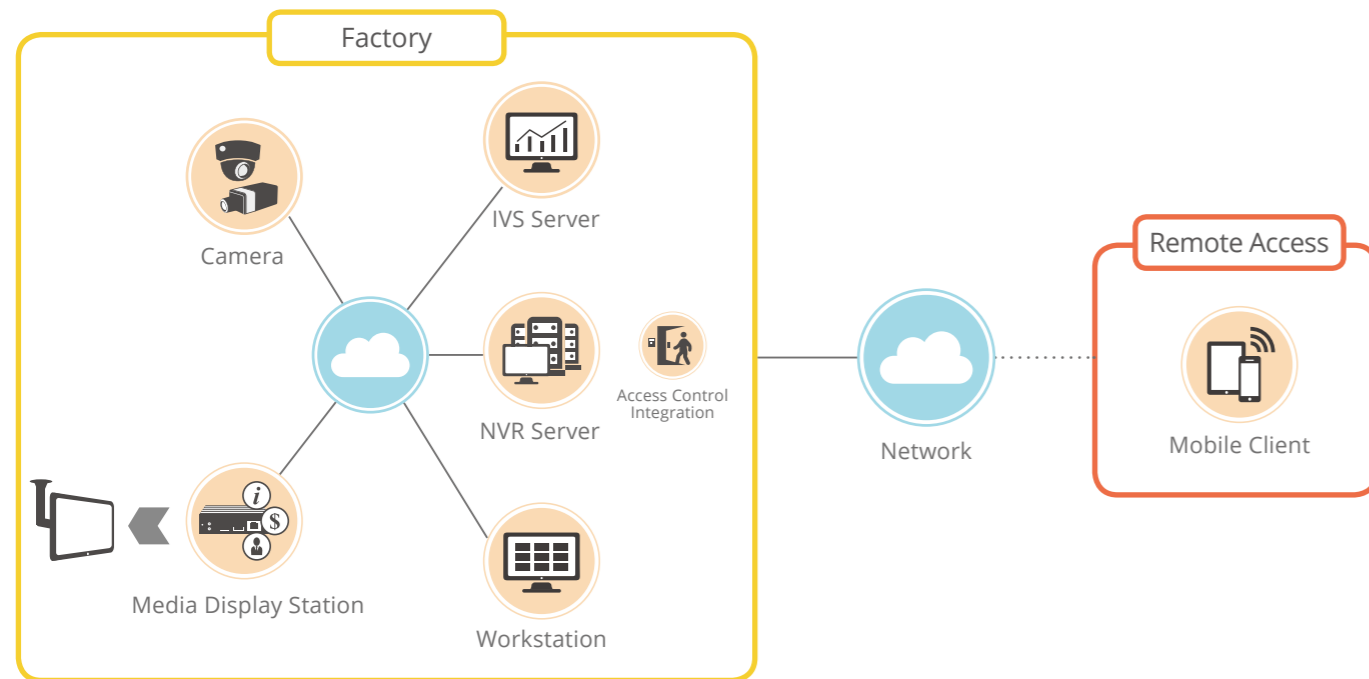 Factory
Camera
IVS Server
NVR Server
Access Control
Integration
i
$
Media Display Station
Workstation
Network
Remote Access
Mobile Client